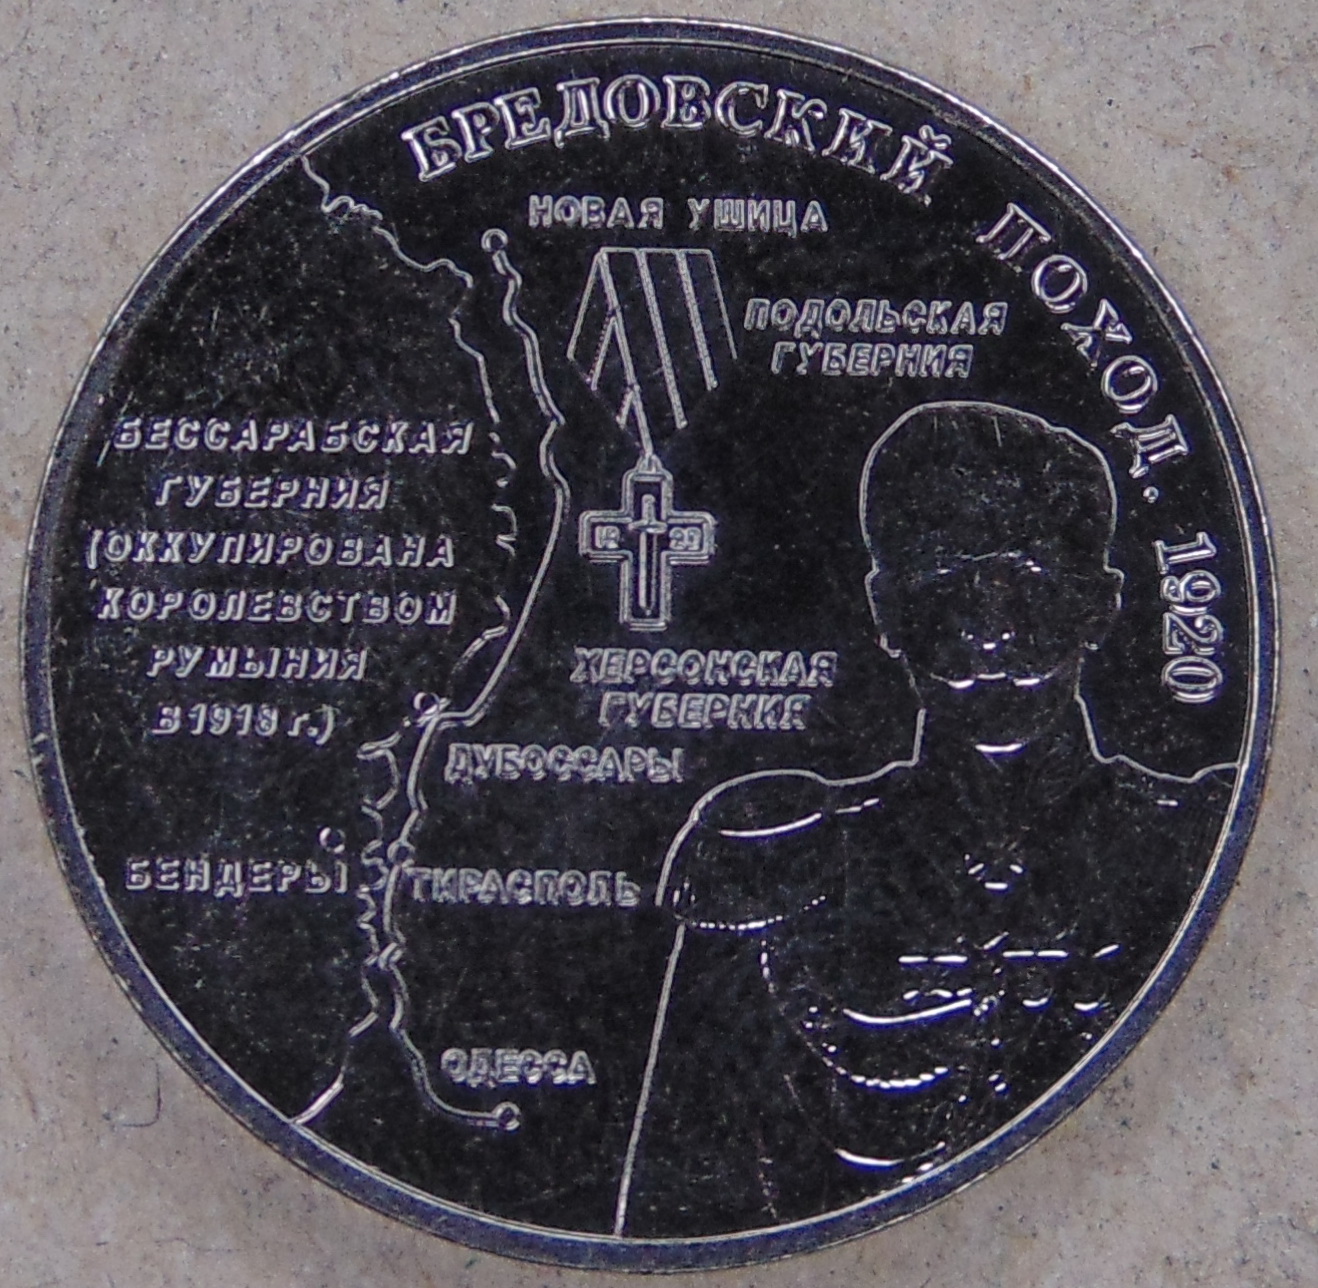 БРЕДОВСКИЙ ПОХОД. 1920
НОВАЯ УШИЦА
ПОДОЛЬСКАЯ
ГУБЕРНИЯ
БЕССАРАБСКАЯ
ГУБЕРНИЯ
(ОККУПИРОВАНА
КОРОЛЕВСТВОМ
РУМЫНИЯ
В 1918 г.)
ХЕРСОНСКАЯ
ГУБЕРНИЯ
ДУБОССАРЫ
БЕНДЕРЫ
ТИРАСПОЛЬ
ОДЕССА